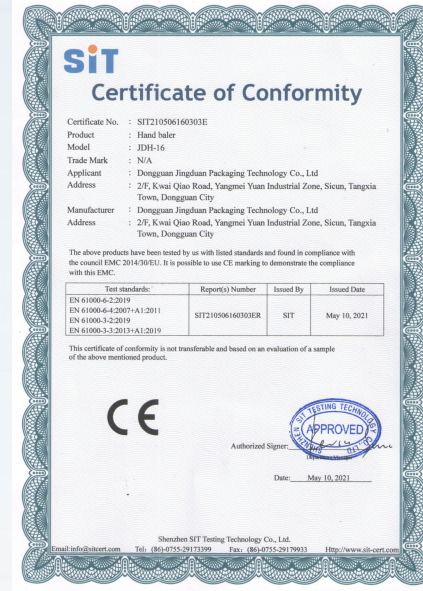 SiT
Certificate of Conformity
Certificate No. : SIT210506160303E
Product : Hand baler
Model : JDH-16
Trade Mark : N/A
Applicant : Dongguan Jingduan Packaging Technology Co., Ltd
Address : 2/F, Kwai Qiao Road, Yangmei Yuan Industrial Zone, Sicun, Tangxia
Town, Dongguan City
Manufacturer : Dongguan Jingduan Packaging Technology Co., Ltd
Address : 2/F, Kwai Qiao Road, Yangmei Yuan Industrial Zone, Sicun, Tangxia
Town, Dongguan City
The above products have been tested by us with listed standards and found in compliance with
the council EMC 2014/30/EU. It is possible to use CE marking to demonstrate the compliance
with this EMC.
Test standards: Report(s) Number Issued By Issued Date
EN 61000-6-2:2019
EN 61000-6-4:2007+A1:2011
EN 61000-3-2:2019
EN 61000-3-3:2013+A1:2019
SIT210506160303ER SIT May 10, 2021
This certificate of conformity is not transferable and based on an evaluation of a sample
of the above mentioned product.
CE
SHENZHEN SIT TESTING TECHNOLOGY CO., LTD
APPROVED
Authorized Signer:
Date: May 10, 2021
Shenzhen SIT Testing Technology Co., Ltd.
Email:info@sitcert.com Tel: (86)-0755-29173399 Fax: (86)-0755-29179933 Http://www.sit-cert.com